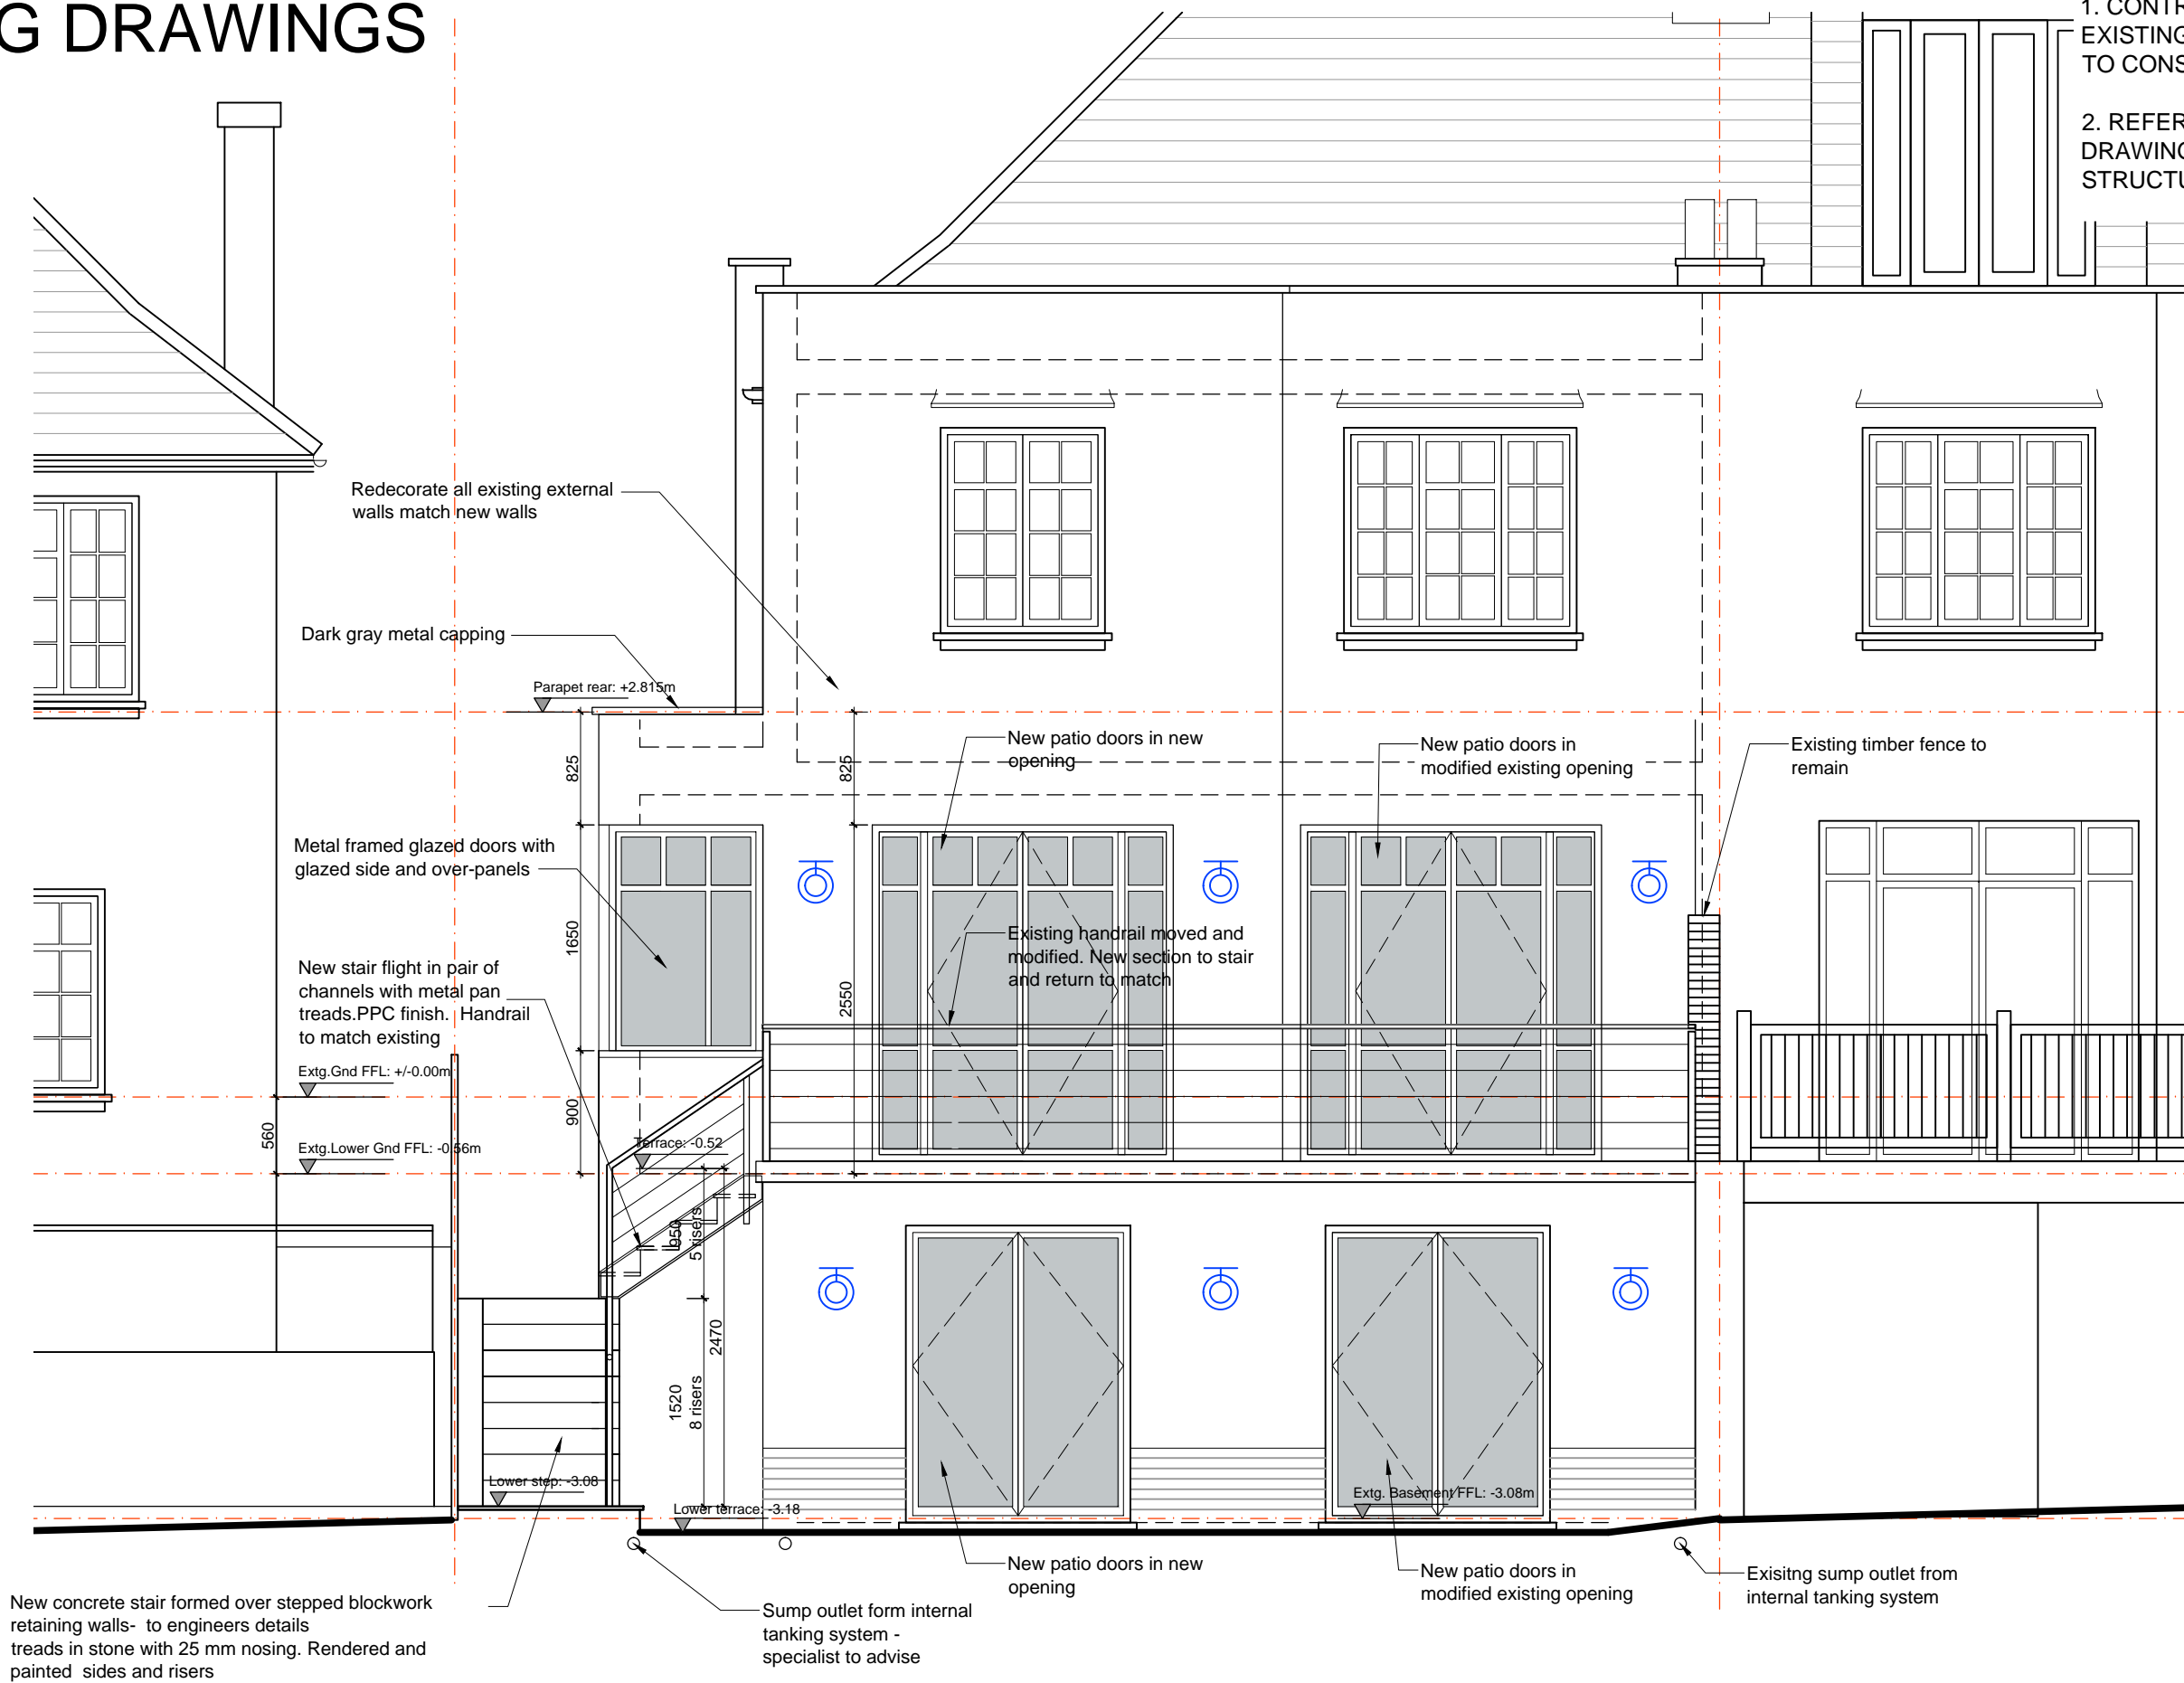 G DRAWINGS
1. CONTR
EXISTING
TO CONS
2. REFER
DRAWING
STRUCTU
Redecorate all existing external
walls match new walls
Dark gray metal capping
Parapet rear: +2.815m
825
825
New patio doors in new
opening
New patio doors in
modified existing opening
Existing timber fence to
remain
Metal framed glazed doors with
glazed side and over-panels
1650
2550
Existing handrail moved and
modified. New section to stair
and return to match
New stair flight in pair of
channels with metal pan
treads.PPC finish. Handrail
to match existing
Extg.Gnd FFL: +/-0.00m
900
560
Extg.Lower Gnd FFL: -0.56m
Terrace: -0.52
950
5 risers
2470
1520
8 risers
Lower step: -3.08
Lower terrace: -3.18
Extg. Basement FFL: -3.08m
New patio doors in new
opening
New patio doors in
modified existing opening
Exisitng sump outlet from
internal tanking system
New concrete stair formed over stepped blockwork
retaining walls- to engineers details
treads in stone with 25 mm nosing. Rendered and
painted sides and risers
Sump outlet form internal
tanking system -
specialist to advise